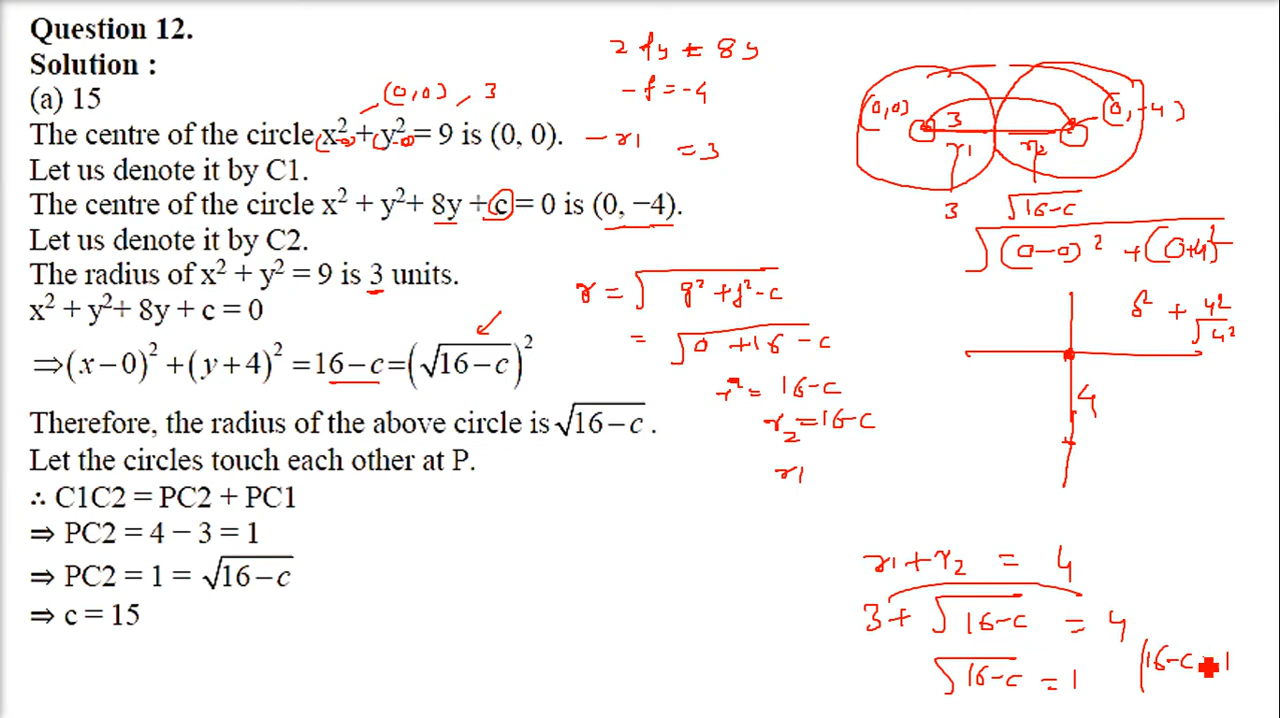 Question 12.
Solution :
(a) 15
The centre of the circle x² + y² = 9 is (0, 0).
Let us denote it by C1.
The centre of the circle x² + y²+ 8y + c = 0 is (0, −4).
Let us denote it by C2.
The radius of x² + y² = 9 is 3 units.
x² + y²+ 8y + c = 0
⇒(x−0)² +(y+4)² =16−c=(√16−c)²
Therefore, the radius of the above circle is √16−c.
Let the circles touch each other at P.
∴ C1C2 = PC2 + PC1
⇒ PC2 = 4 − 3 = 1
⇒ PC2 = 1 = √16−c
⇒ c = 15
(0,0), 3
2fy = 8y
-f = -4
- r1 = 3
r = √g² + f² - c
= √0 + 16 - c
r² = 16-c
r2 = 16-c
r1
(0,0)
(0,-4)
3
r1
r2
3
√16-c
√(0-0)² + (0+4)²
4²
√4²
4
r1 + r2 = 4
3 + √16-c = 4
√16-c = 1
16-c
1